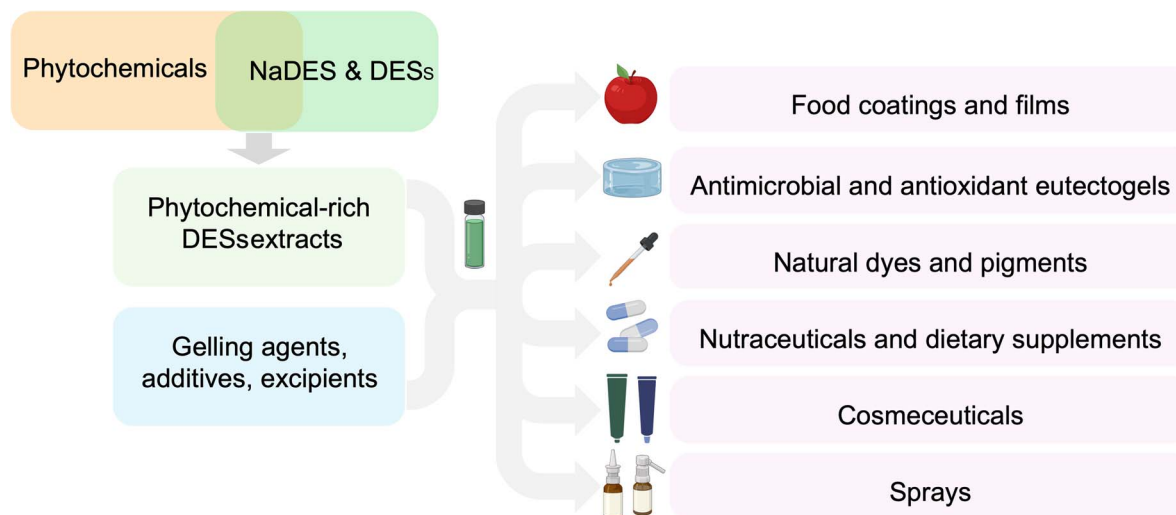 Phytochemicals
NaDES & DESs
Phytochemical-rich
DESsextracts
Gelling agents,
additives, excipients
Food coatings and films
Antimicrobial and antioxidant eutectogels
Natural dyes and pigments
Nutraceuticals and dietary supplements
Cosmeceuticals
Sprays